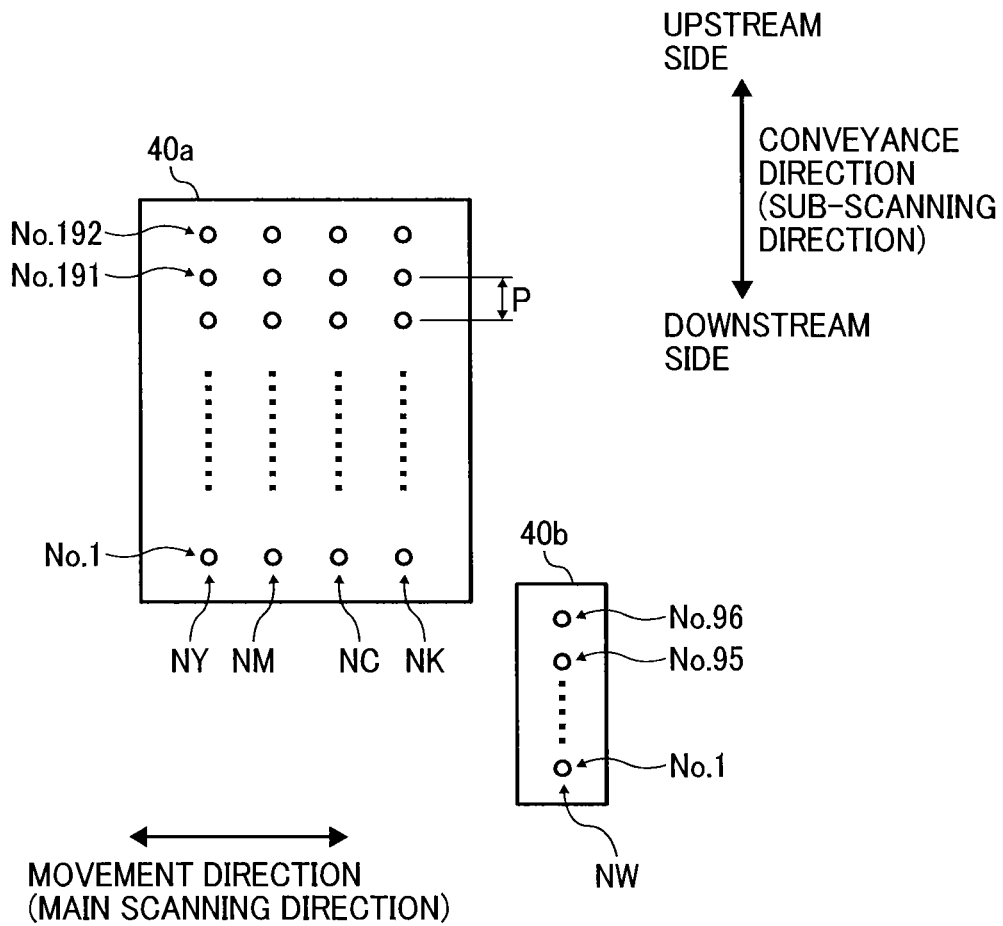 UPSTREAM
SIDE
CONVEYANCE
DIRECTION
(SUB-SCANNING
DIRECTION)
DOWNSTREAM
SIDE
40a
No.192
No.191
P
No.1
NY
NM
NC
NK
40b
No.96
No.95
No.1
NW
MOVEMENT DIRECTION
(MAIN SCANNING DIRECTION)